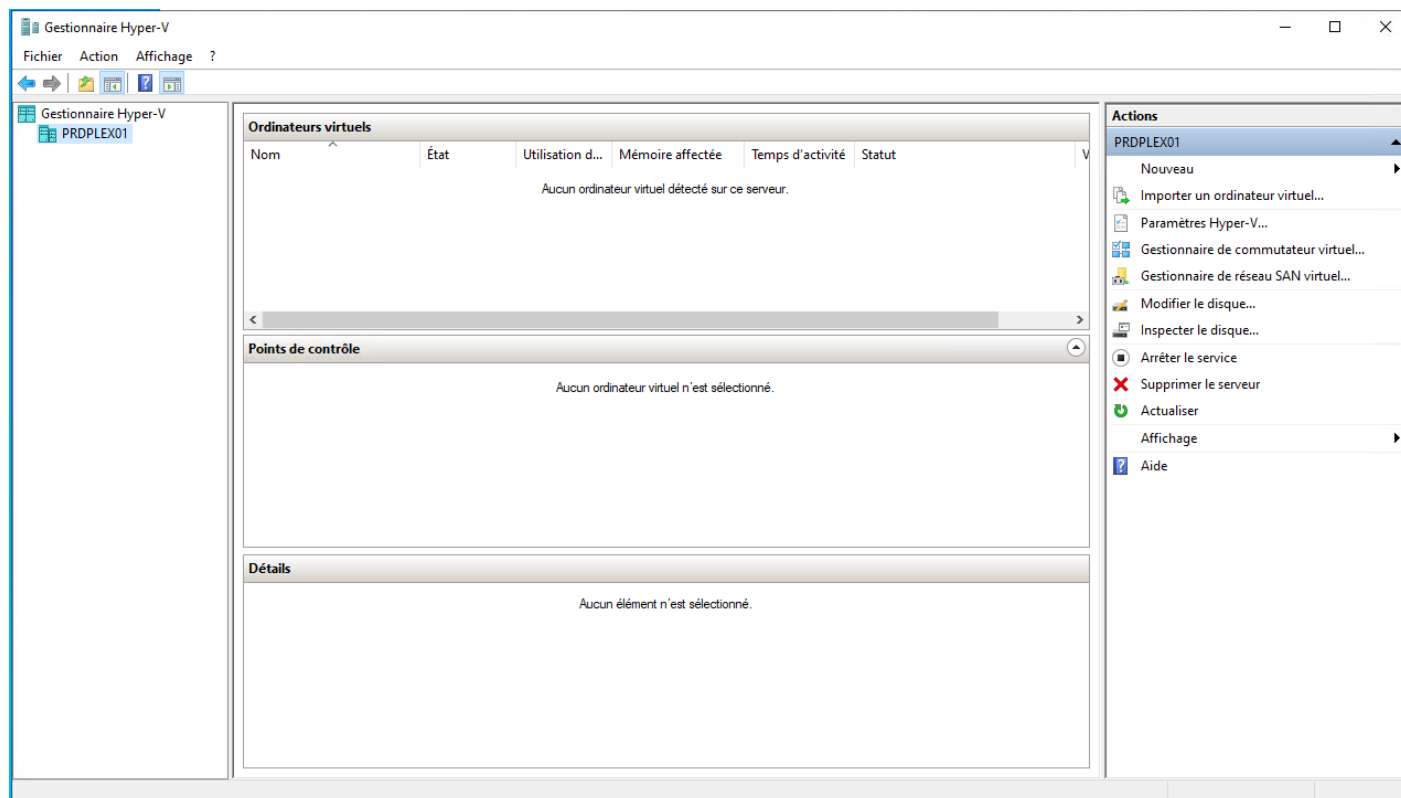 Gestionnaire Hyper-V
Fichier Action Affichage ?
Gestionnaire Hyper-V
PRDPLEX01
Ordinateurs virtuels
Nom État Utilisation d... Mémoire affectée Temps d'activité Statut V
Aucun ordinateur virtuel détecté sur ce serveur.
Points de contrôle
Aucun ordinateur virtuel n'est sélectionné.
Détails
Aucun élément n'est sélectionné.
Actions
PRDPLEX01
Nouveau
Importer un ordinateur virtuel...
Paramètres Hyper-V...
Gestionnaire de commutateur virtuel...
Gestionnaire de réseau SAN virtuel...
Modifier le disque...
Inspecter le disque...
Arrêter le service
Supprimer le serveur
Actualiser
Affichage
Aide